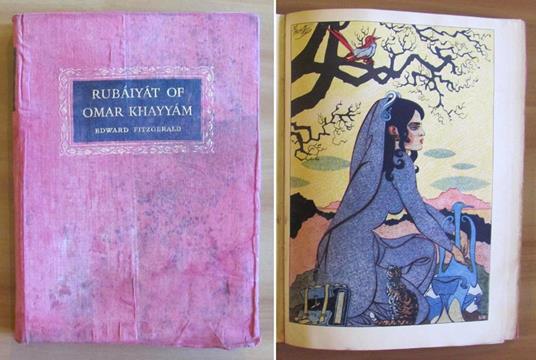 RUBÁIYÁT OF
OMAR KHAYYÁM
EDWARD FITZGERALD